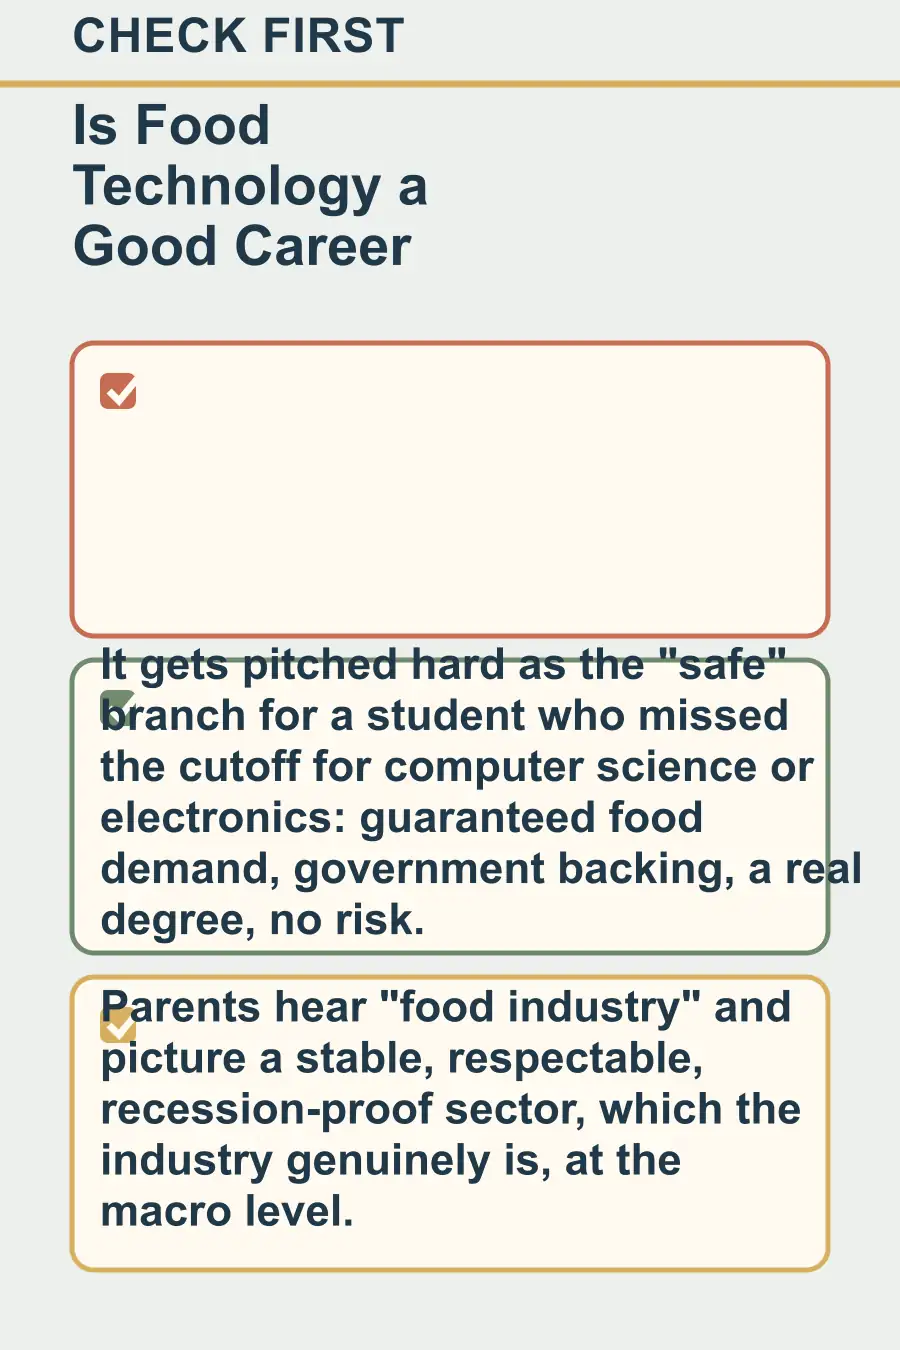 CHECK FIRST
Is Food
Technology a
Good Career
It gets pitched hard as the "safe"
branch for a student who missed
the cutoff for computer science or
electronics: guaranteed food
demand, government backing, a real
degree, no risk.
Parents hear "food industry" and
picture a stable, respectable,
recession-proof sector, which the
industry genuinely is, at the
macro level.